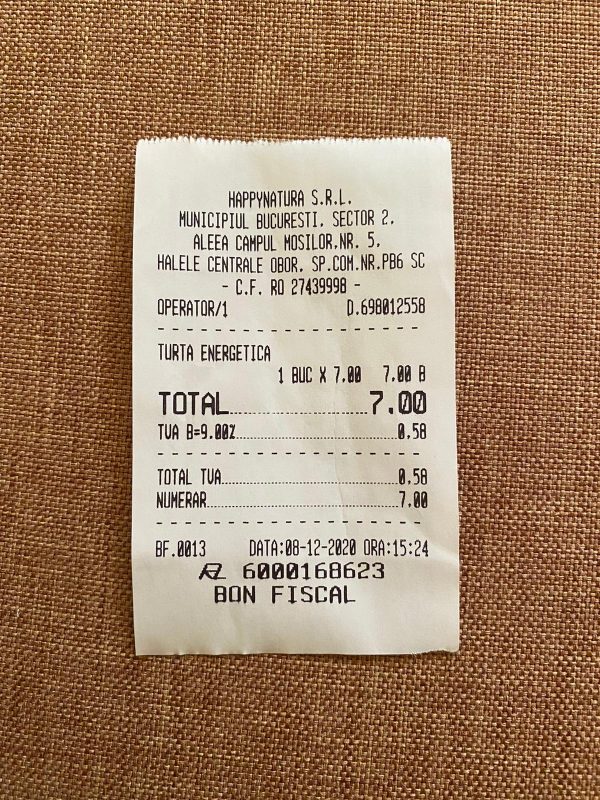 HAPPYNATURA S.R.L.
MUNICIPIUL BUCURESTI, SECTOR 2,
ALEEA CAMPUL MOSILOR,NR. 5,
HALELE CENTRALE OBOR, SP.COM.NR.PB6 SC
- C.F. RO 27439998 -
OPERATOR/1 D.698012558
TURTA ENERGETICA
1 BUC X 7.00 7.00 B
TOTAL 7.00
TVA B=9.00% 0.58
TOTAL TVA 0.58
NUMERAR 7.00
BF.0013 DATA:08-12-2020 ORA:15:24
6000168623
BON FISCAL